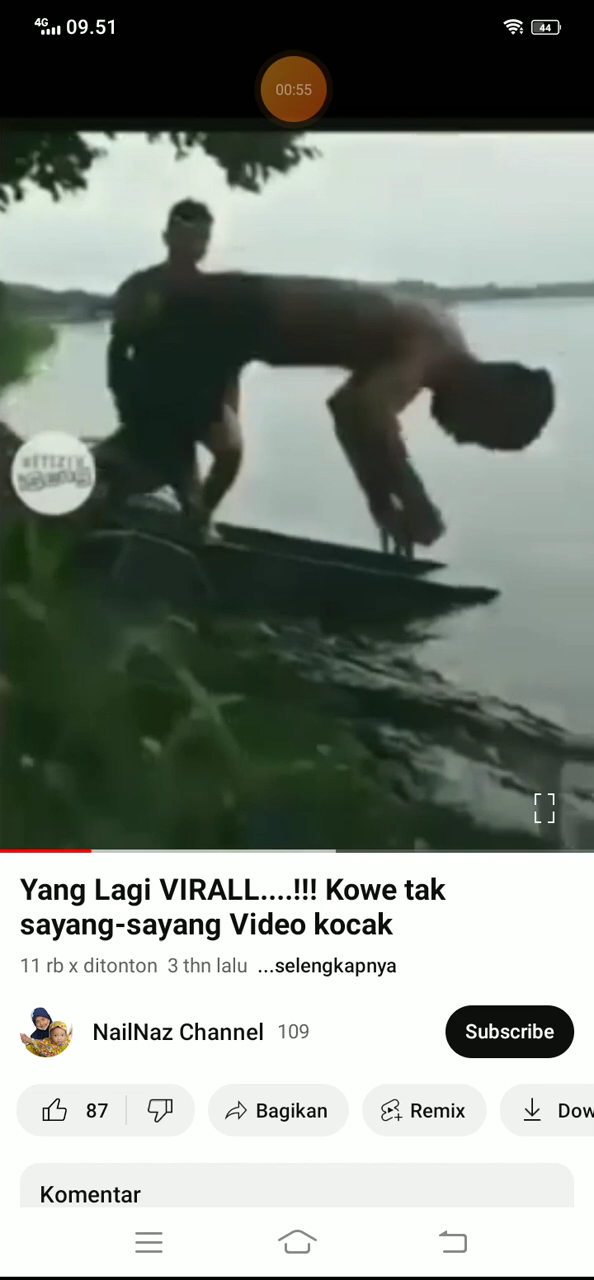 4G 09.51 44
00:55
Yang Lagi VIRALL....!!! Kowe tak
sayang-sayang Video kocak
11 rb x ditonton 3 thn lalu ...selengkapnya
NailNaz Channel 109 Subscribe
87 Bagikan Remix Dow
Komentar